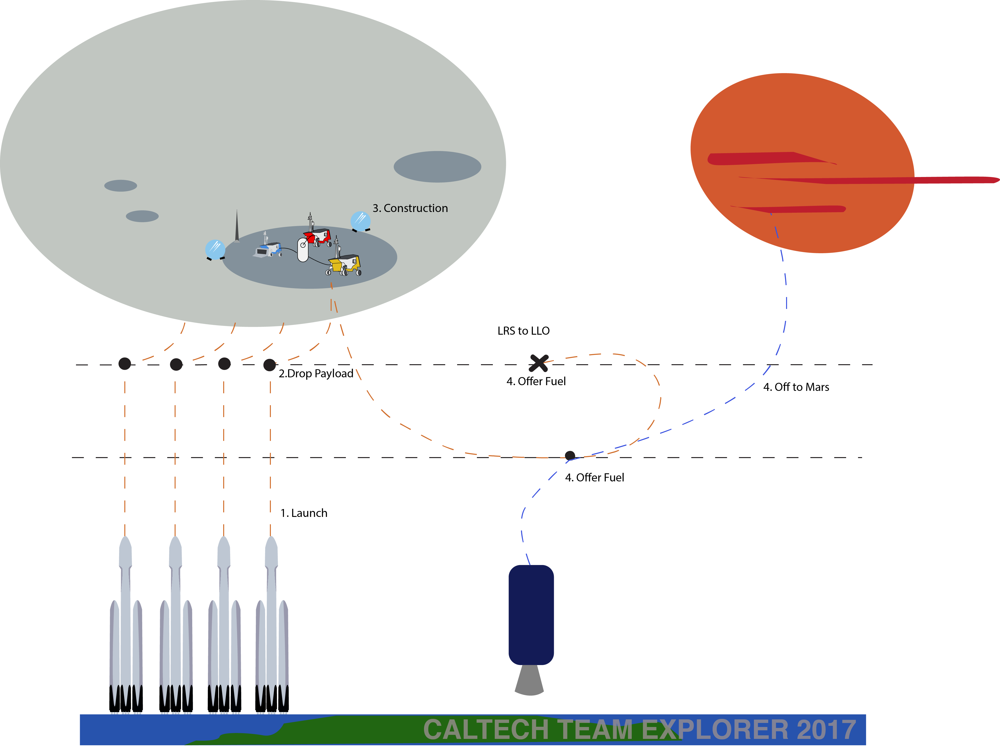 3. Construction
LRS to LLO
2.Drop Payload
4. Offer Fuel
4. Off to Mars
4. Offer Fuel
1. Launch
CALTECH TEAM EXPLORER 2017